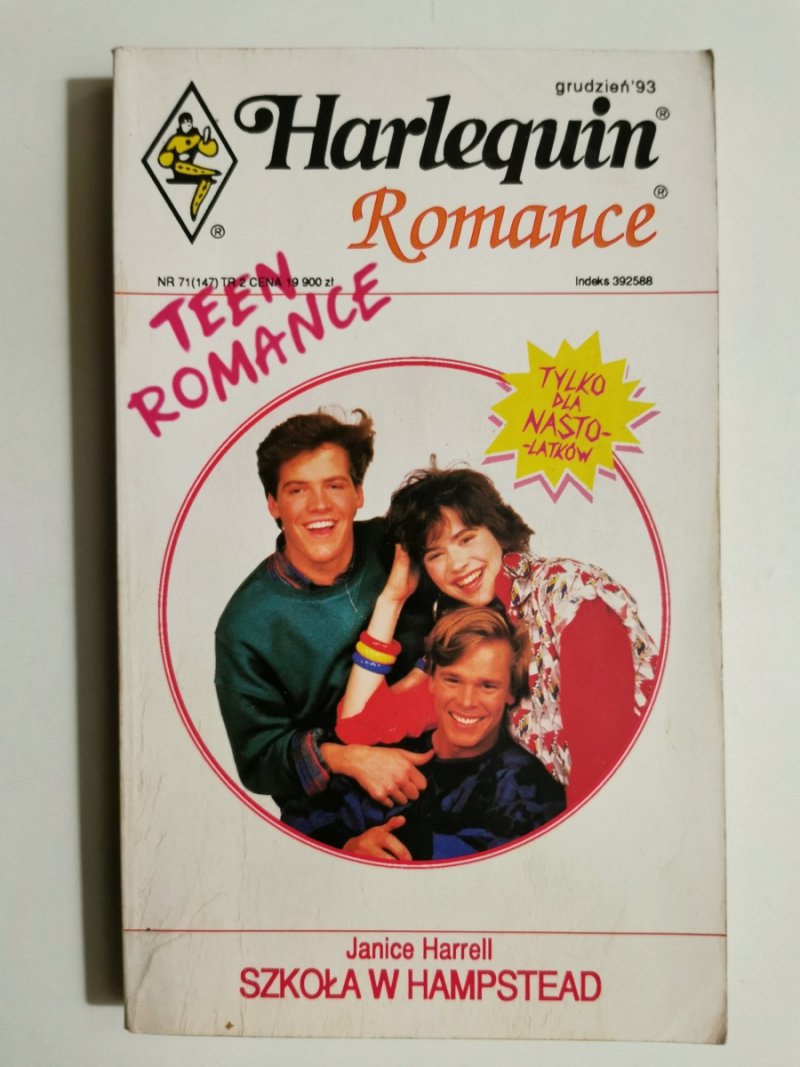 grudzień'93
Harlequin®
Romance®
®
NR 71(147) TR 2 CENA 19 900 zł
Indeks 392588
TEEN
ROMANCE
TYLKO
DLA
NASTO-
-LATKÓW
Janice Harrell
SZKOŁA W HAMPSTEAD